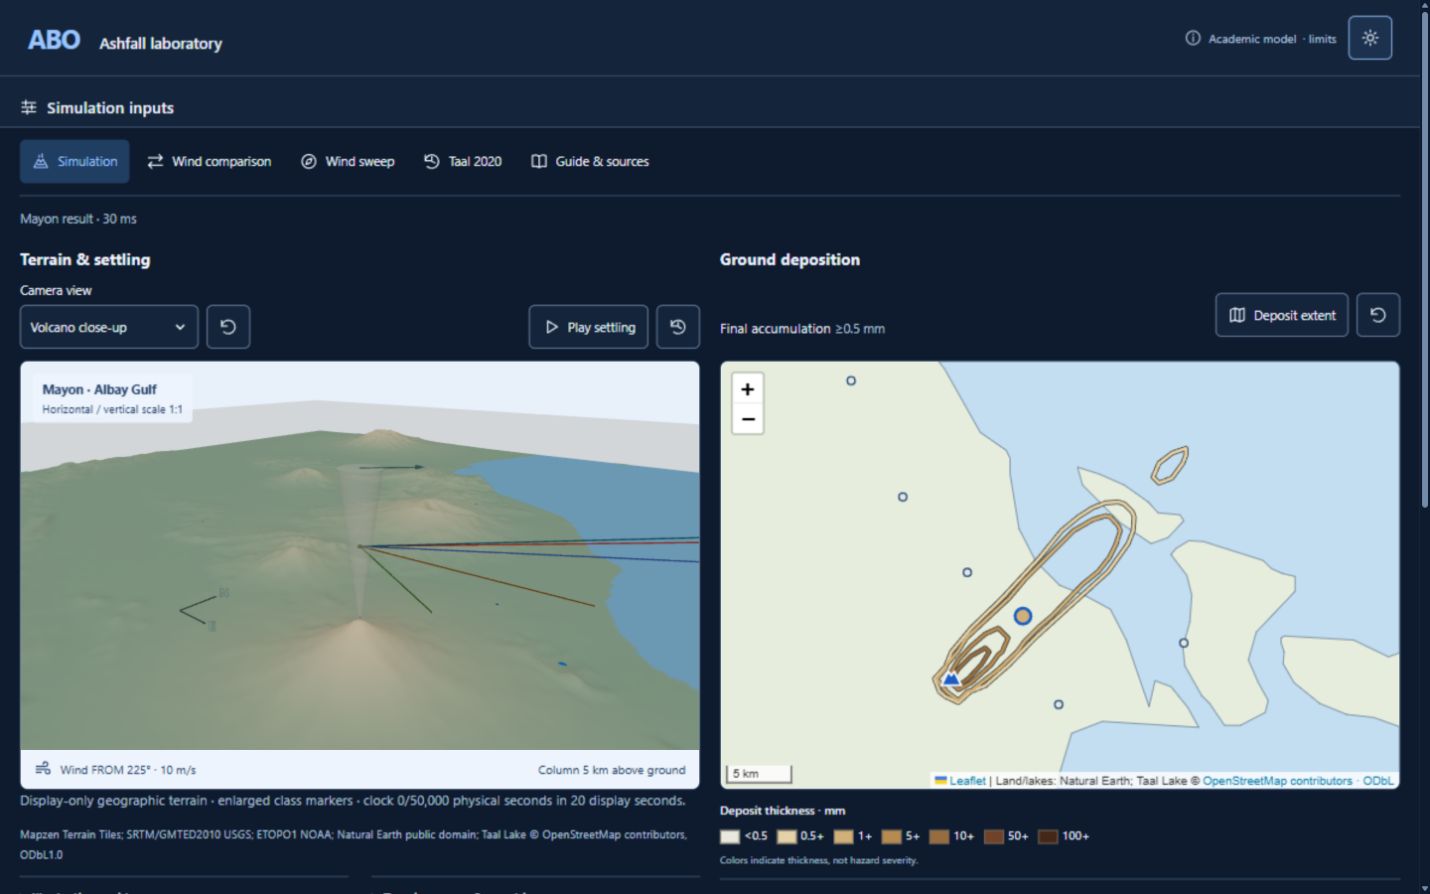 ABO Ashfall laboratory
Academic model · limits
Simulation inputs
Simulation
Wind comparison
Wind sweep
Taal 2020
Guide & sources
Mayon result · 30 ms
Terrain & settling
Camera view
Volcano close-up
Play settling
Mayon · Albay Gulf
Horizontal / vertical scale 1:1
Wind FROM 225° · 10 m/s
Column 5 km above ground
Display-only geographic terrain · enlarged class markers · clock 0/50,000 physical seconds in 20 display seconds.
Mapzen Terrain Tiles; SRTM/GMTED2010 USGS; ETOPO1 NOAA; Natural Earth public domain; Taal Lake © OpenStreetMap contributors,
ODbL1.0
Ground deposition
Final accumulation ≥0.5 mm
Deposit extent
+
−
5 km
Leaflet | Land/lakes: Natural Earth; Taal Lake © OpenStreetMap contributors · ODbL
Deposit thickness · mm
<0.5 0.5+ 1+ 5+ 10+ 50+ 100+
Colors indicate thickness, not hazard severity.